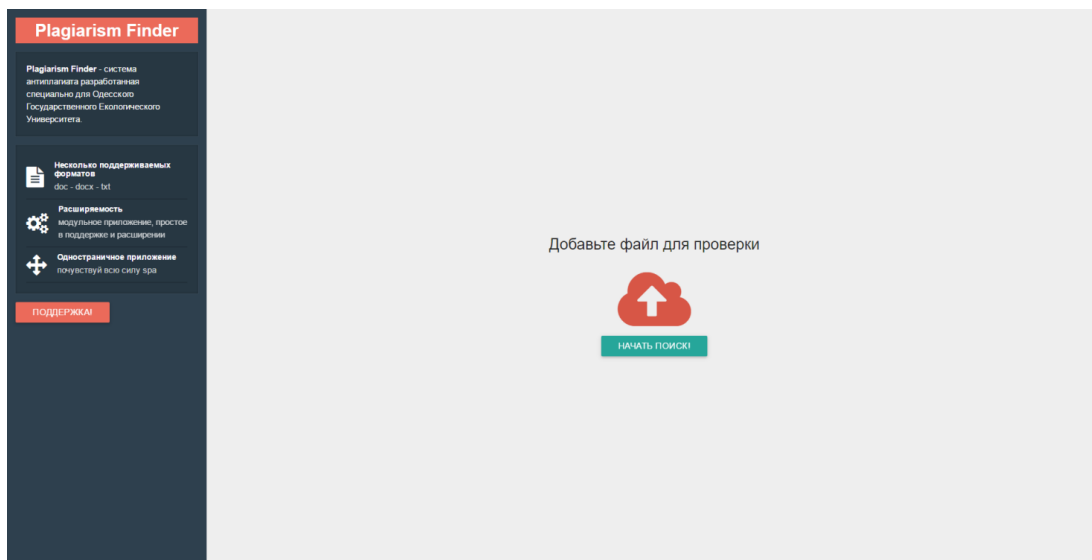 Plagiarism Finder
Plagiarism Finder - система
антиплагиата разработанная
специально для Одесского
Государственного Екологического
Университета.
Несколько поддерживаемых
форматов
doc - docx - txt
Расширяемость
модульное приложение, простое
в поддержке и расширении
Одностраничное приложение
почувствуй всю силу spa
ПОДДЕРЖКА!
Добавьте файл для проверки
НАЧАТЬ ПОИСК!